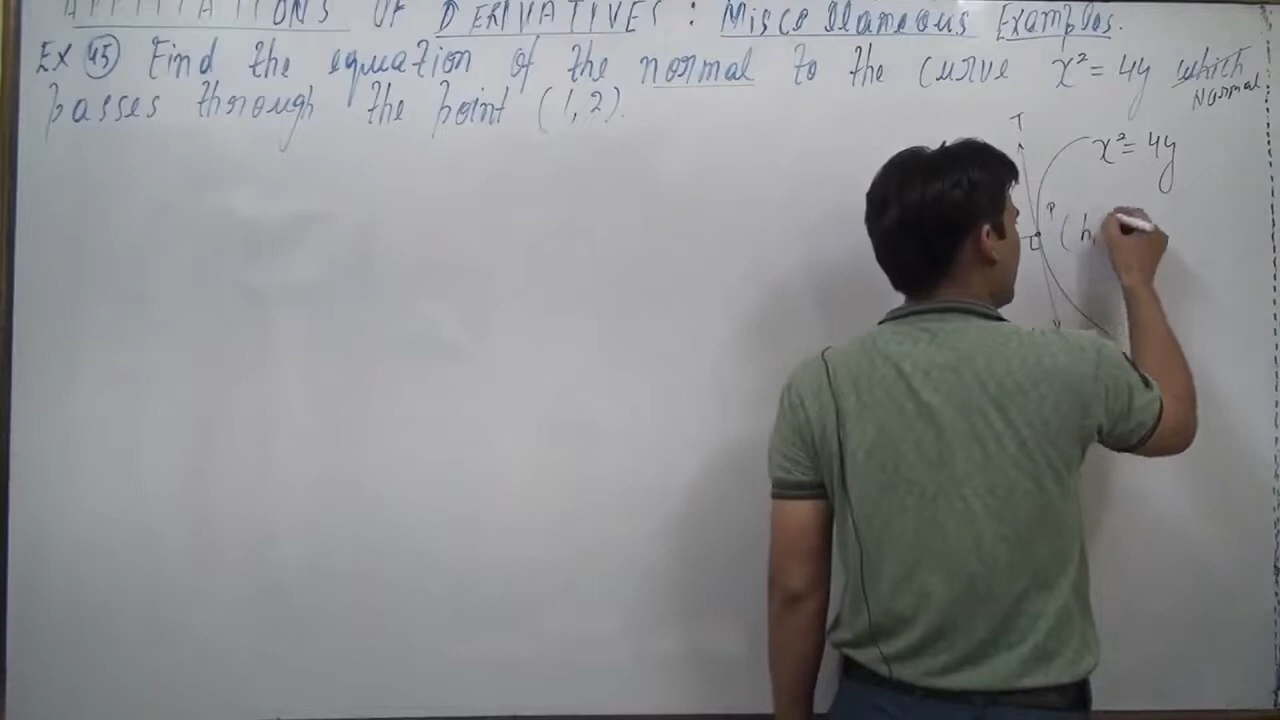 OF DERIVATIVES : Miscellaneous Examples.
Ex 45 Find the equation of the normal to the curve x² = 4y which
Normal
passes through the point (1,2).
T
x² = 4y
P
(h,